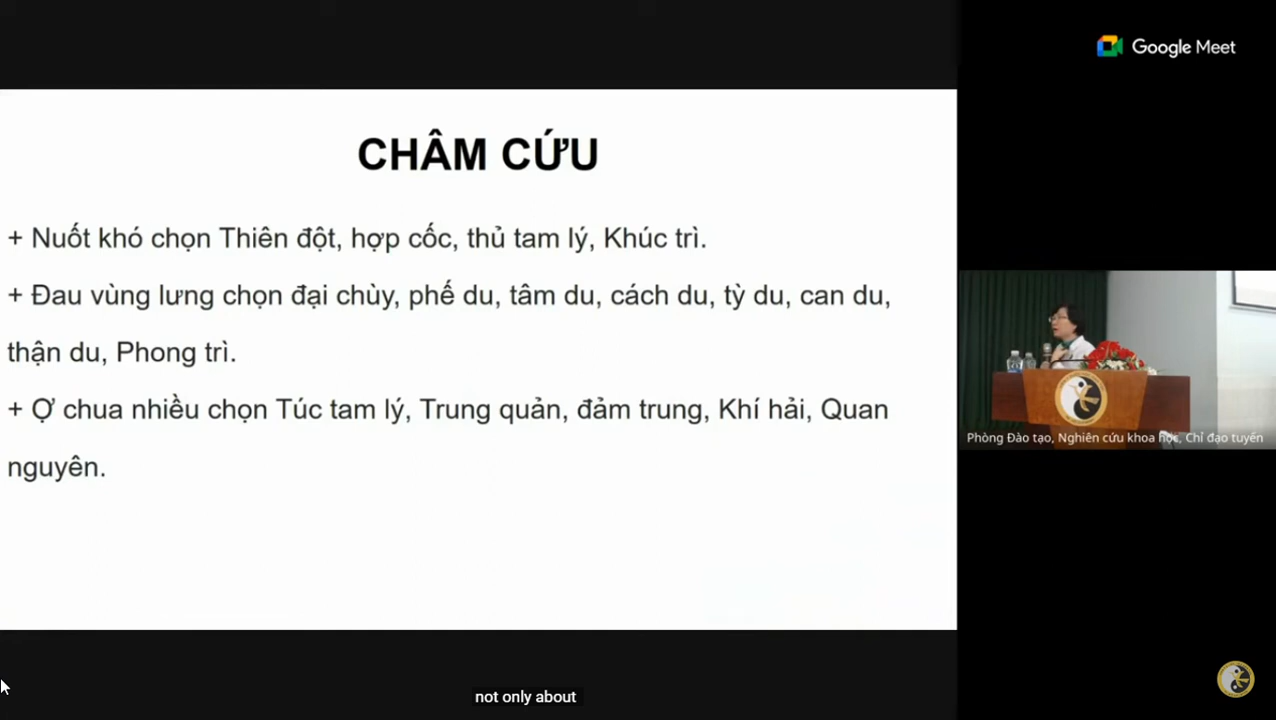 Google Meet
CHÂM CỨU
+ Nuốt khó chọn Thiên đột, hợp cốc, thủ tam lý, Khúc trì.
+ Đau vùng lưng chọn đại chùy, phế du, tâm du, cách du, tỳ du, can du,
thận du, Phong trì.
+ Ợ chua nhiều chọn Túc tam lý, Trung quản, đảm trung, Khí hải, Quan
nguyên.
Phòng Đào tạo, Nghiên cứu khoa học, Chỉ đạo tuyến
not only about